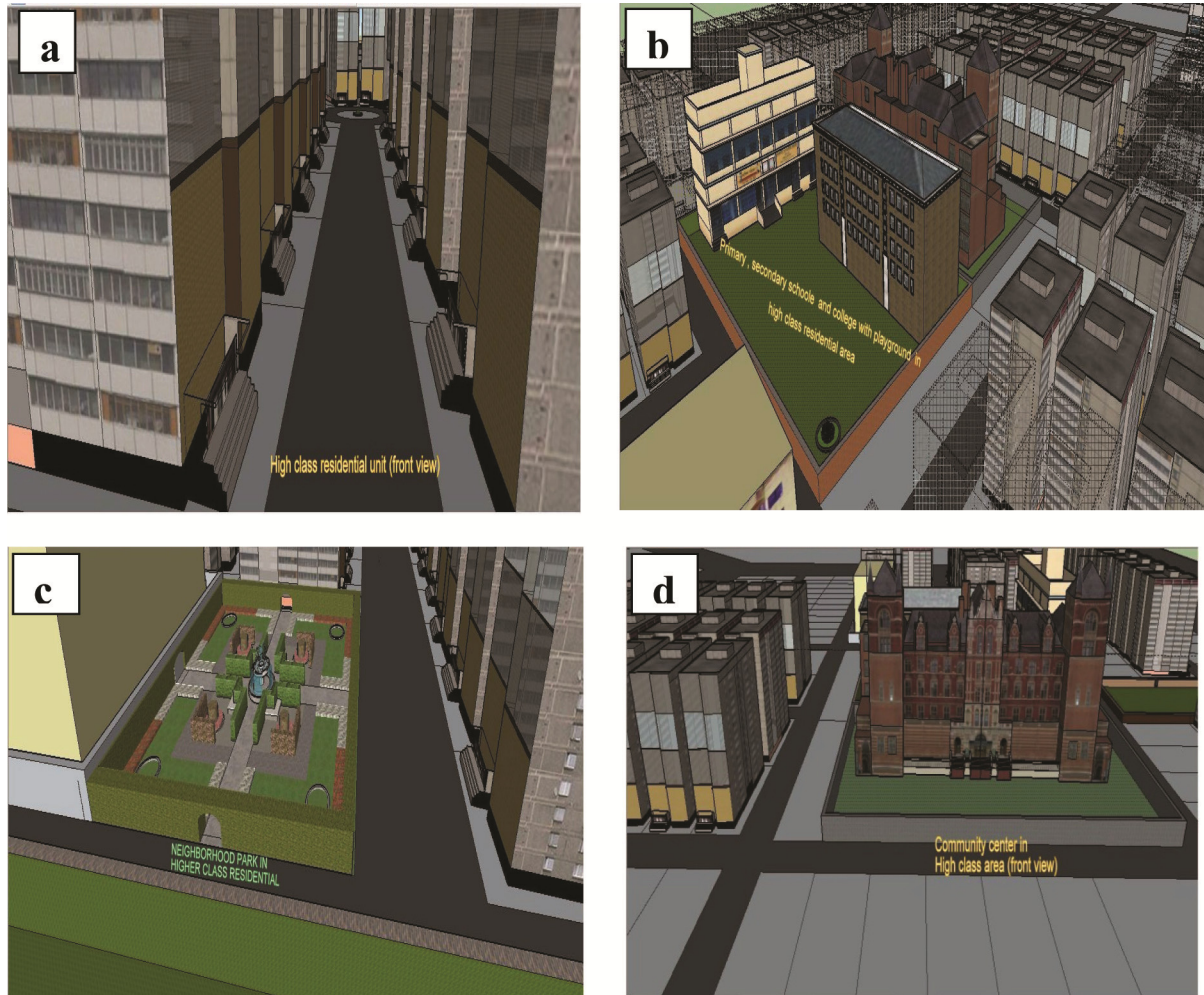 a
High class residential unit (front view)
b
Primary , secondary schoole and college with playground in
high class residential area
c
NEIGHBORHOOD PARK IN
HIGHER CLASS RESIDENTIAL
d
Community center in
High class area (front view)